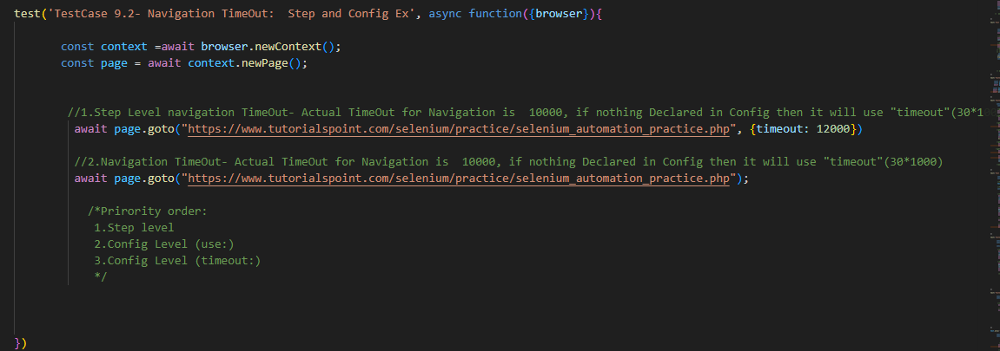 test('TestCase 9.2- Navigation TimeOut:  Step and Config Ex', async function({browser}){
const context =await browser.newContext();
const page = await context.newPage();
//1.Step Level navigation TimeOut- Actual TimeOut for Navigation is  10000, if nothing Declared in Config then it will use "timeout"(30*100
await page.goto("https://www.tutorialspoint.com/selenium/practice/selenium_automation_practice.php", {timeout: 12000})
//2.Navigation TimeOut- Actual TimeOut for Navigation is  10000, if nothing Declared in Config then it will use "timeout"(30*1000)
await page.goto("https://www.tutorialspoint.com/selenium/practice/selenium_automation_practice.php");
/*Prirority order:
1.Step level
2.Config Level (use:)
3.Config Level (timeout:)
*/
})